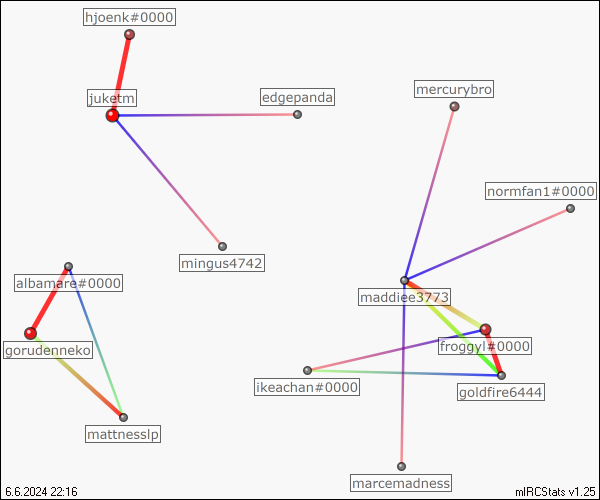 hjoenk#0000
juketm
edgepanda
mercurybro
normfan1#0000
mingus4742
albamare#0000
maddiee3773
gorudenneko
froggyl#0000
ikeachan#0000
goldfire6444
mattnesslp
marcemadness
6.6.2024 22:16
mIRCStats v1.25